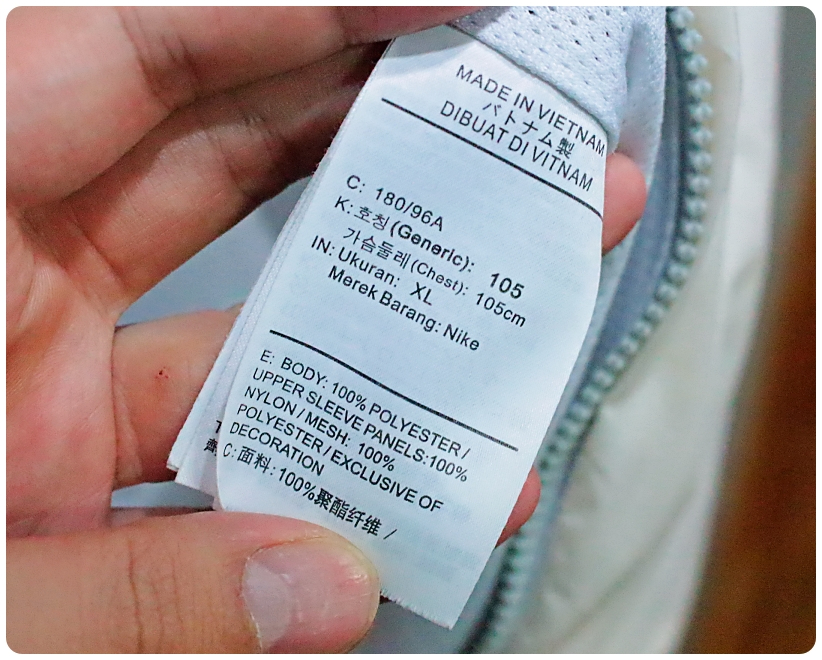 MADE IN VIETNAM
バトナム製
DIBUAT DI VITNAM
C: 180/96A
K: 호칭(Generic): 105
가슴둘레(Chest): 105cm
IN: Ukuran: XL
Merek Barang: Nike
E: BODY: 100% POLYESTER /
UPPER SLEEVE PANELS:100%
NYLON / MESH: 100%
POLYESTER / EXCLUSIVE OF
DECORATION
C:面料: 100%聚酯纤维 /